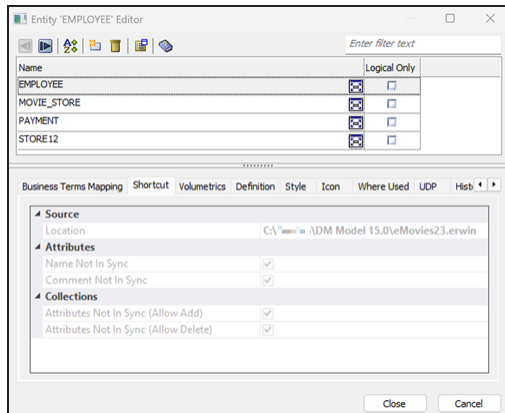 Entity 'EMPLOYEE' Editor
Enter filter text
Name Logical Only
EMPLOYEE
MOVIE_STORE
PAYMENT
STORE12
Business Terms Mapping Shortcut Volumetrics Definition Style Icon Where Used UDP Hist
Source
Location C:\ \DM Model 15.0\eMovies23.erwin
Attributes
Name Not In Sync
Comment Not In Sync
Collections
Attributes Not In Sync (Allow Add)
Attributes Not In Sync (Allow Delete)
Close Cancel